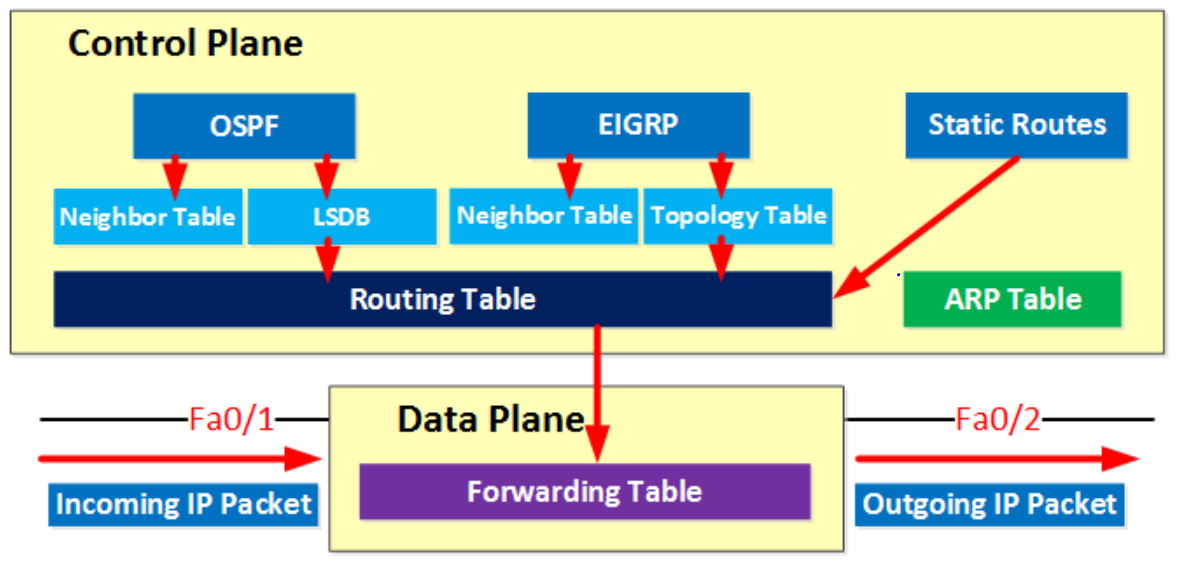 Control Plane
OSPF
EIGRP
Static Routes
Neighbor Table
LSDB
Neighbor Table
Topology Table
Routing Table
ARP Table
Fa0/1
Data Plane
Fa0/2
Incoming IP Packet
Forwarding Table
Outgoing IP Packet